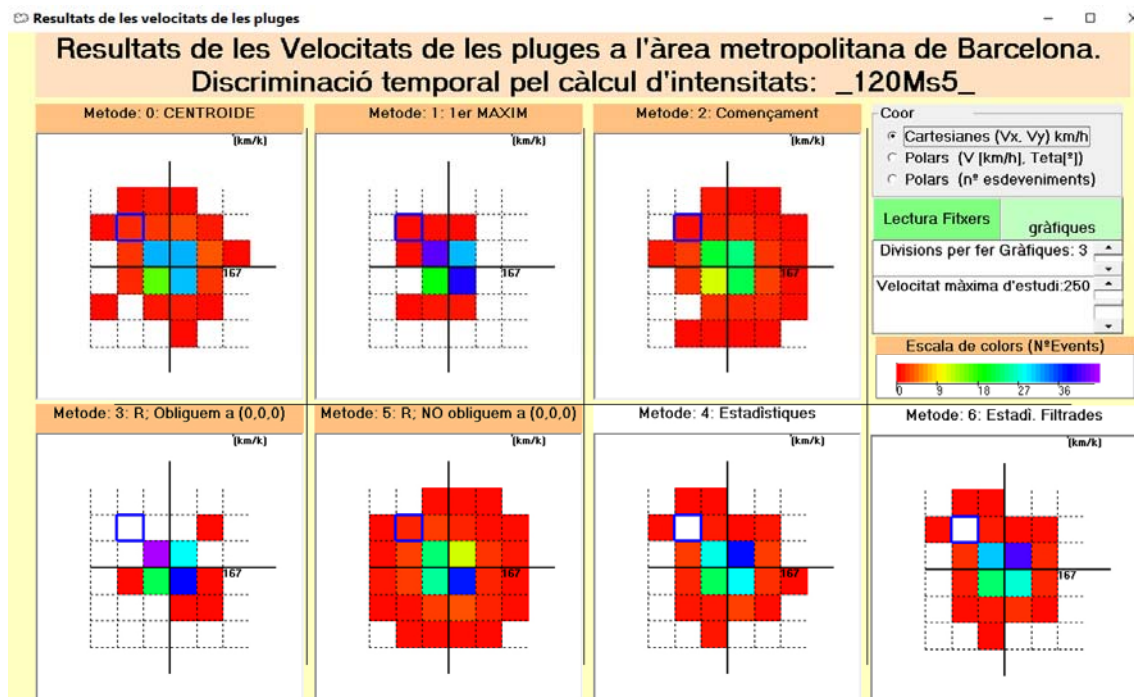 Resultats de les velocitats de les pluges
Resultats de les Velocitats de les pluges a l'àrea metropolitana de Barcelona.
Discriminació temporal pel càlcul d'intensitats: _120Ms5_
Metode: 0: CENTROIDE
(km/k)
167
Metode: 1: 1er MAXIM
(km/k)
167
Metode: 2: Començament
(km/k)
167
Coor
Cartesianes (Vx, Vy) km/h
Polars (V [km/h], Teta[º])
Polars (nº esdeveniments)
Lectura Fitxers
gràfiques
Divisions per fer Gràfiques: 3
Velocitat màxima d'estudi:250
Escala de colors (NºEvents)
0 9 18 27 36
Metode: 3: R; Obliguem a (0,0,0)
(km/k)
167
Metode: 5: R; NO obliguem a (0,0,0)
(km/k)
167
Metode: 4: Estadìstiques
(km/k)
167
Metode: 6: Estadì. Filtrades
(km/k)
167